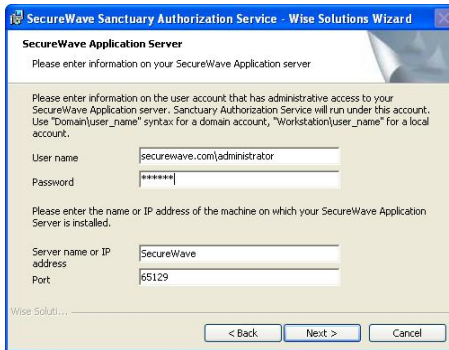 SecureWave Sanctuary Authorization Service - Wise Solutions Wizard
SecureWave Application Server
Please enter information on your SecureWave Application server
Please enter information on the user account that has administrative access to your
SecureWave Application server. Sanctuary Authorization Service will run under this account.
Use "Domain\user_name" syntax for a domain account, "Workstation\user_name" for a local
account.
User name
securewave.com\administrator
Password
******
Please enter the name or IP address of the machine on which your SecureWave Application
Server is installed.
Server name or IP
address
SecureWave
Port
65129
Wise Soluti...
< Back
Next >
Cancel